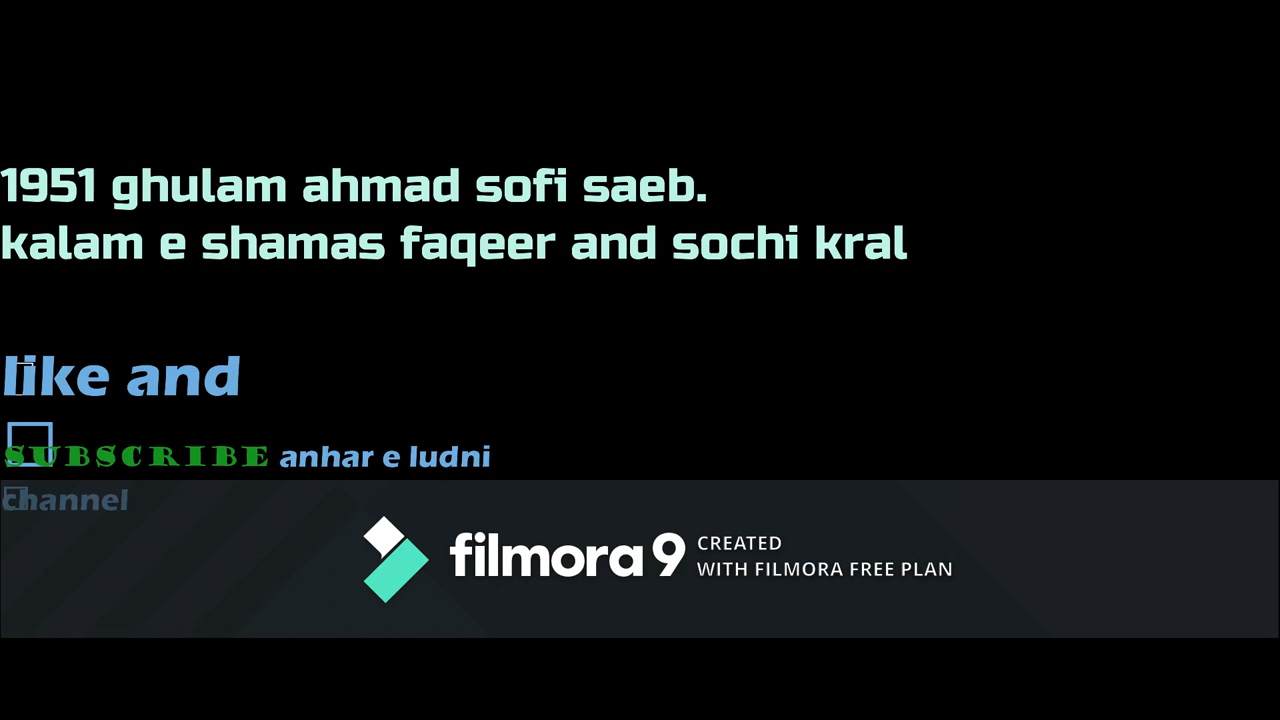 1951 ghulam ahmad sofi saeb.
kalam e shamas faqeer and sochi kral
like and
SUBSCRIBE anhar e ludni
channel
filmora 9
CREATED
WITH FILMORA FREE PLAN